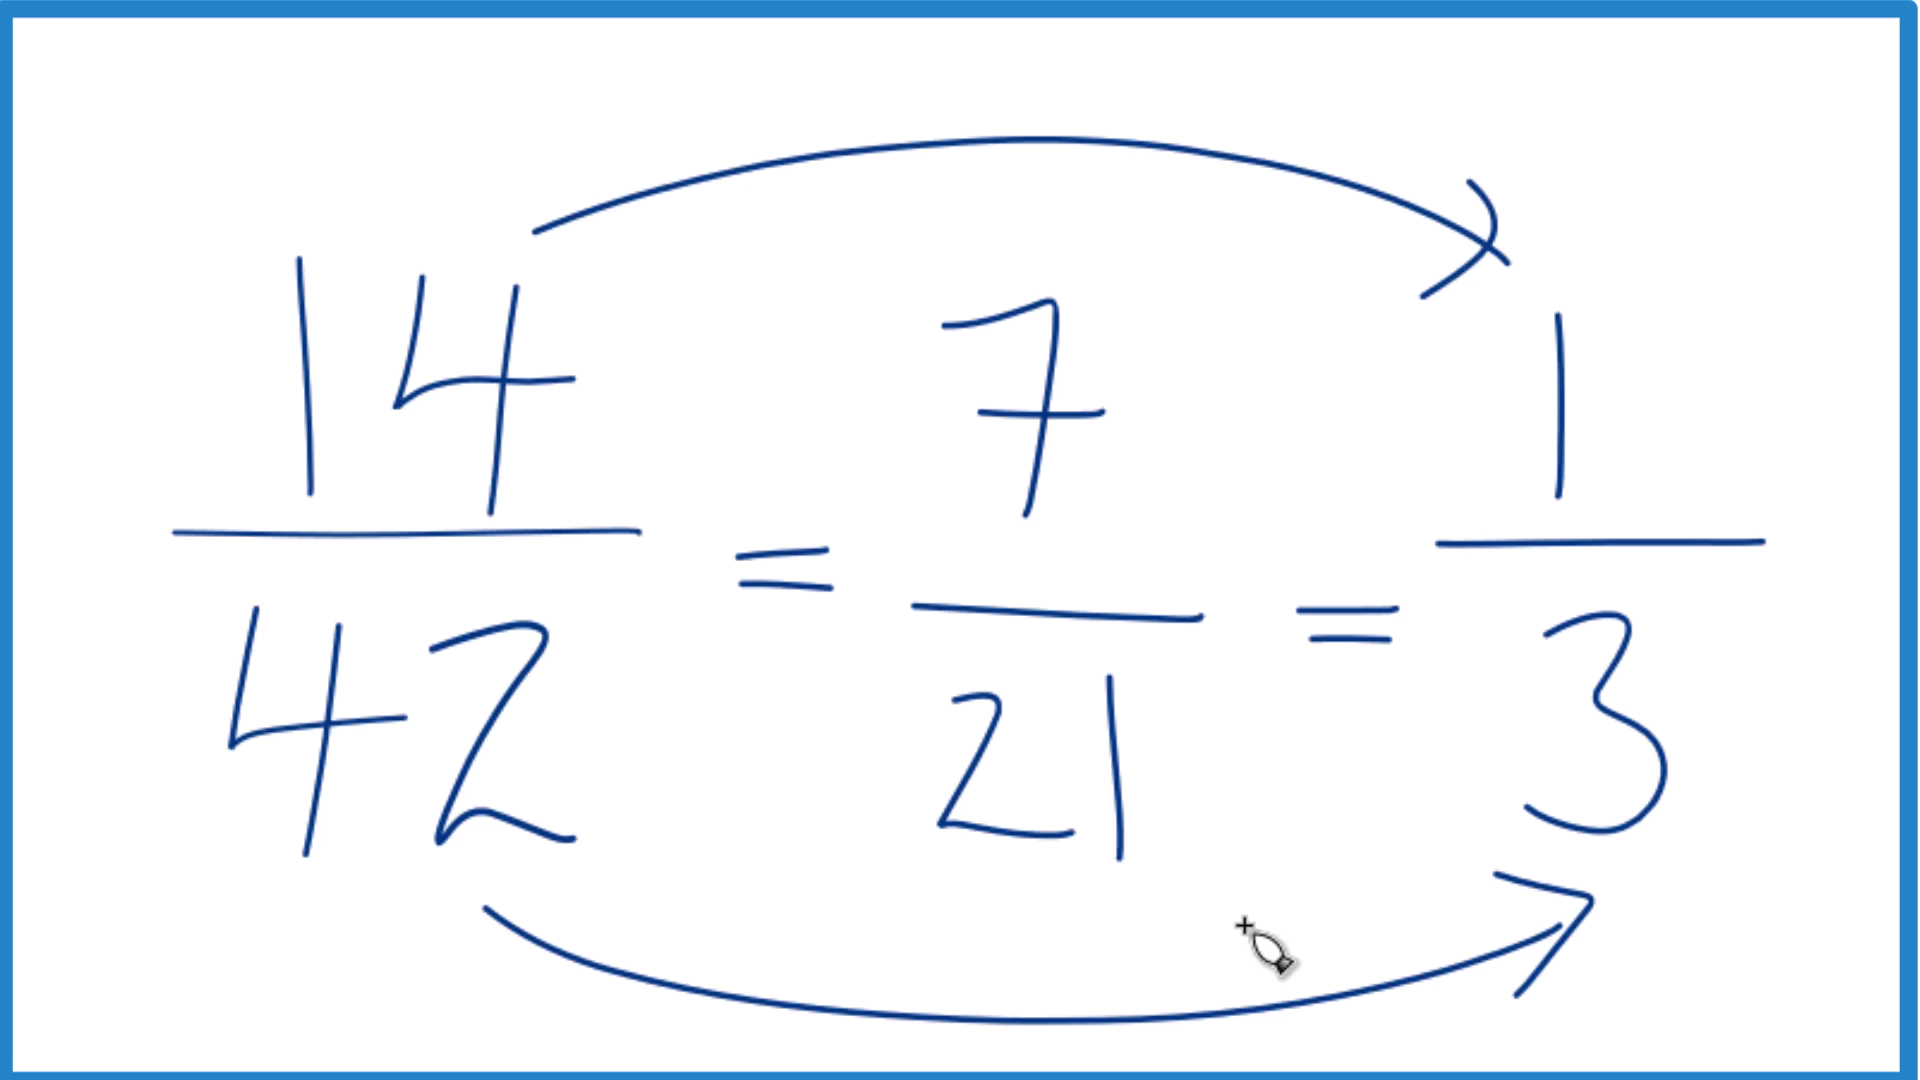 14/42 = 7/21 = 1/3